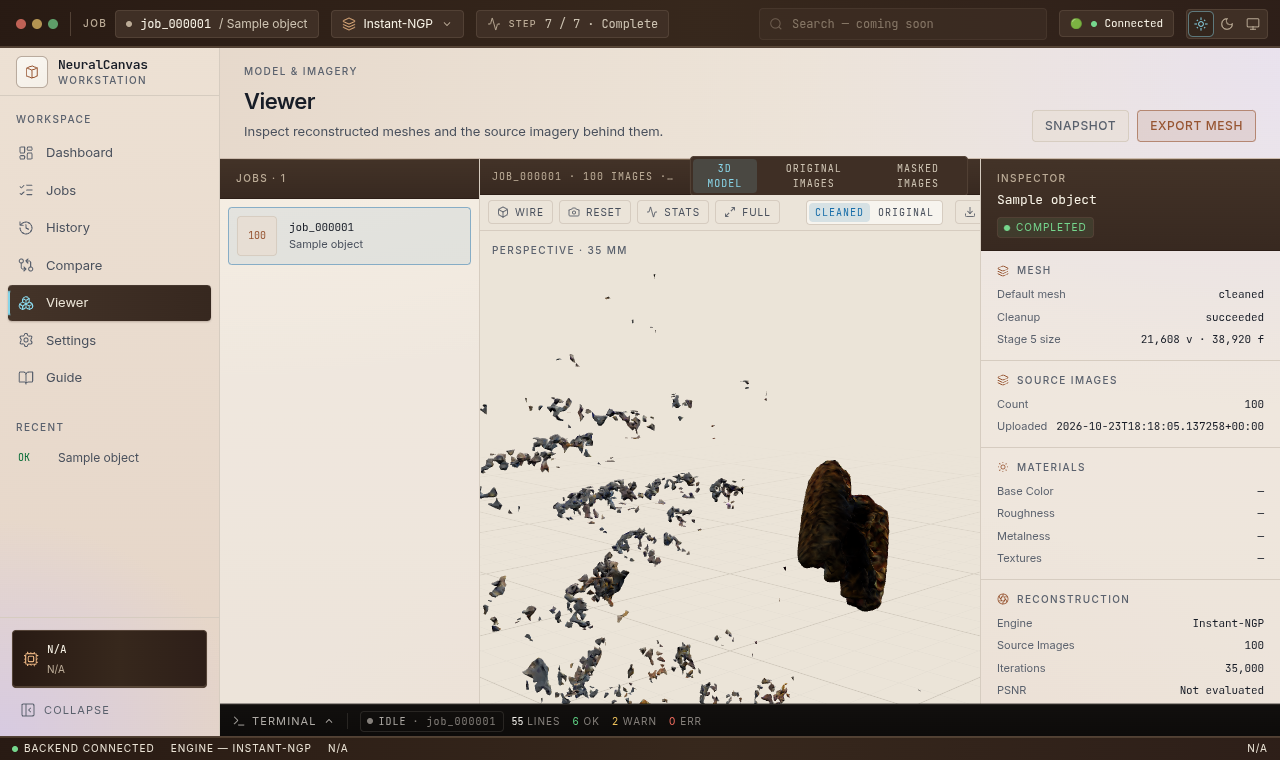 JOB
job_000001 / Sample object
Instant-NGP
STEP 7 / 7 · Complete
Search — coming soon
Connected
NeuralCanvas
WORKSTATION
WORKSPACE
Dashboard
Jobs
History
Compare
Viewer
Settings
Guide
RECENT
OK Sample object
N/A
N/A
COLLAPSE
MODEL & IMAGERY
Viewer
Inspect reconstructed meshes and the source imagery behind them.
SNAPSHOT
EXPORT MESH
JOBS · 1
100
job_000001
Sample object
JOB_000001 · 100 IMAGES ·…
3D MODEL
ORIGINAL IMAGES
MASKED IMAGES
WIRE
RESET
STATS
FULL
CLEANED
ORIGINAL
PERSPECTIVE · 35 MM
INSPECTOR
Sample object
COMPLETED
MESH
Default mesh cleaned
Cleanup succeeded
Stage 5 size 21,608 v · 38,920 f
SOURCE IMAGES
Count 100
Uploaded 2026-10-23T18:18:05.137258+00:00
MATERIALS
Base Color —
Roughness —
Metalness —
Textures —
RECONSTRUCTION
Engine Instant-NGP
Source Images 100
Iterations 35,000
PSNR Not evaluated
TERMINAL
IDLE · job_000001
55 LINES 6 OK 2 WARN 0 ERR
BACKEND CONNECTED ENGINE — INSTANT-NGP N/A
N/A